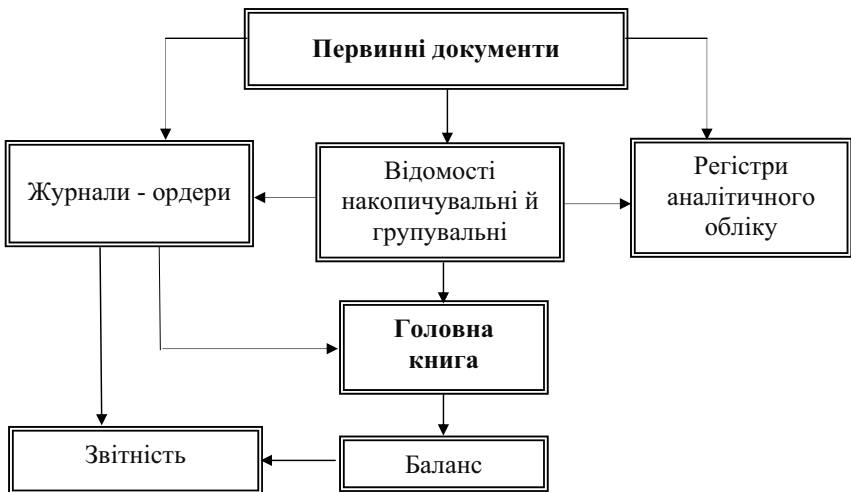 Первинні документи
Журнали - ордери
Відомості
накопичувальні й
групувальні
Регістри
аналітичного
обліку
Головна
книга
Звітність
Баланс